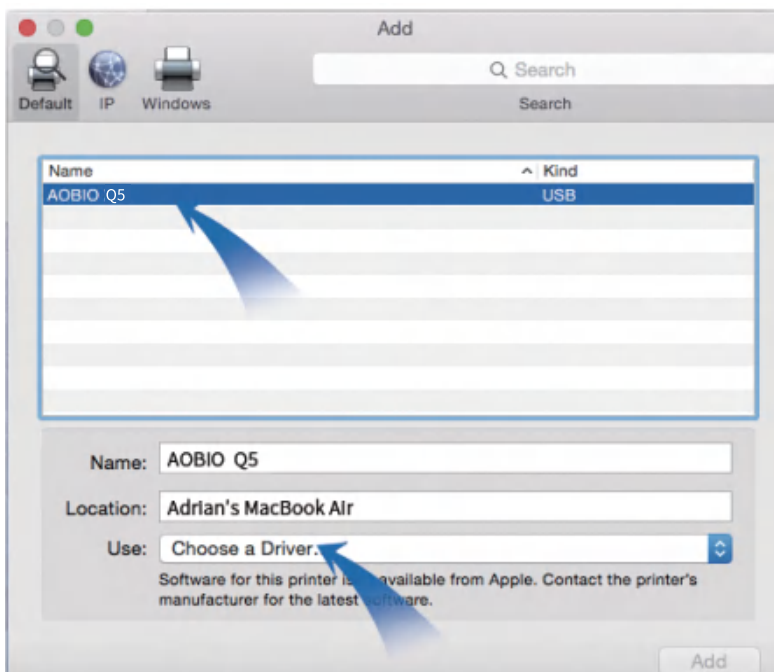 Add
Search
Default IP Windows Search
Name Kind
AOBIO Q5 USB
Name: AOBIO Q5
Location: Adrian's MacBook Air
Use: Choose a Driver.
Software for this printer available from Apple. Contact the printer's
manufacturer for the latest software.
Add